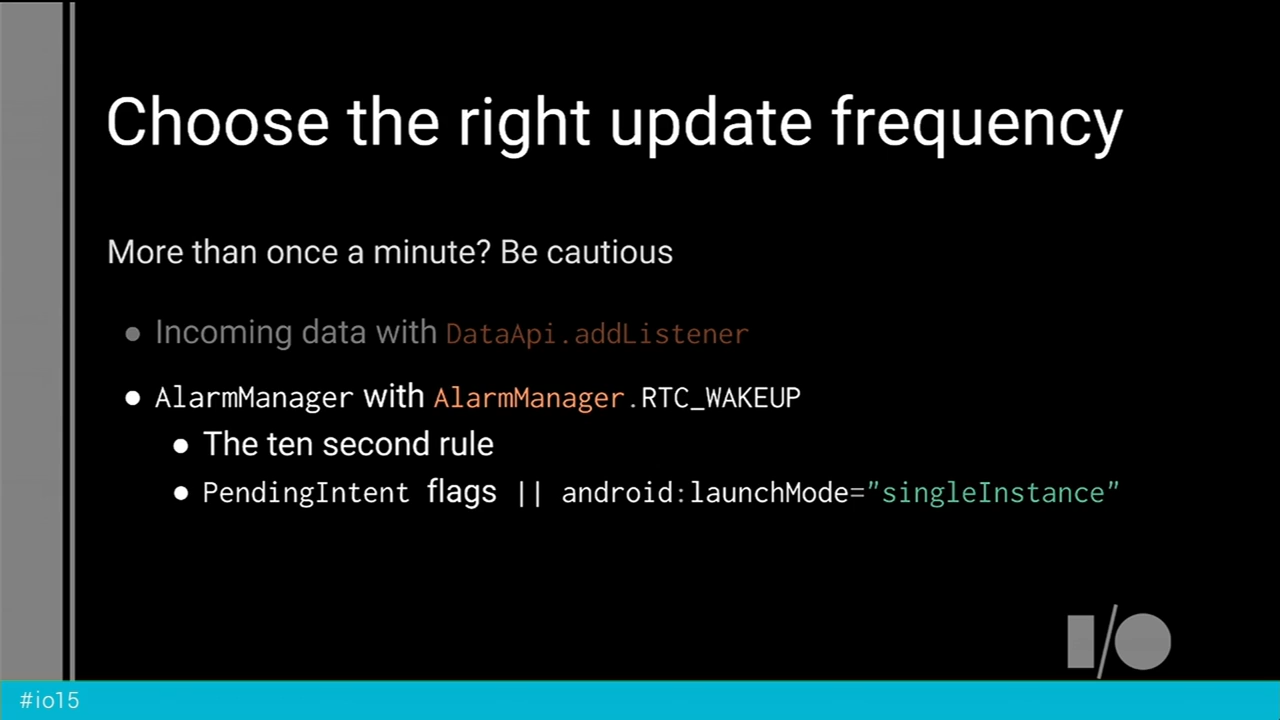 Choose the right update frequency
More than once a minute? Be cautious
● Incoming data with DataApi.addListener
● AlarmManager with AlarmManager.RTC_WAKEUP
● The ten second rule
● PendingIntent flags || android:launchMode="singleInstance"
I/O
#io15